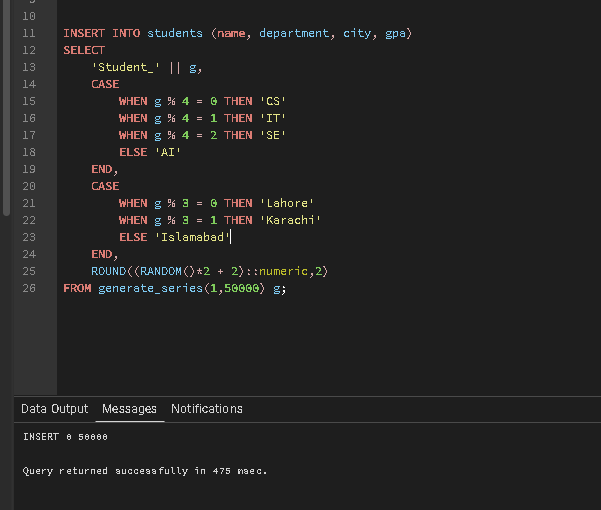 10
11 INSERT INTO students (name, department, city, gpa)
12 SELECT
13 'Student_' || g,
14 CASE
15 WHEN g % 4 = 0 THEN 'CS'
16 WHEN g % 4 = 1 THEN 'IT'
17 WHEN g % 4 = 2 THEN 'SE'
18 ELSE 'AI'
19 END,
20 CASE
21 WHEN g % 3 = 0 THEN 'Lahore'
22 WHEN g % 3 = 1 THEN 'Karachi'
23 ELSE 'Islamabad'
24 END,
25 ROUND((RANDOM()*2 + 2)::numeric,2)
26 FROM generate_series(1,50000) g;
Data Output Messages Notifications
INSERT 0 50000
Query returned successfully in 475 msec.